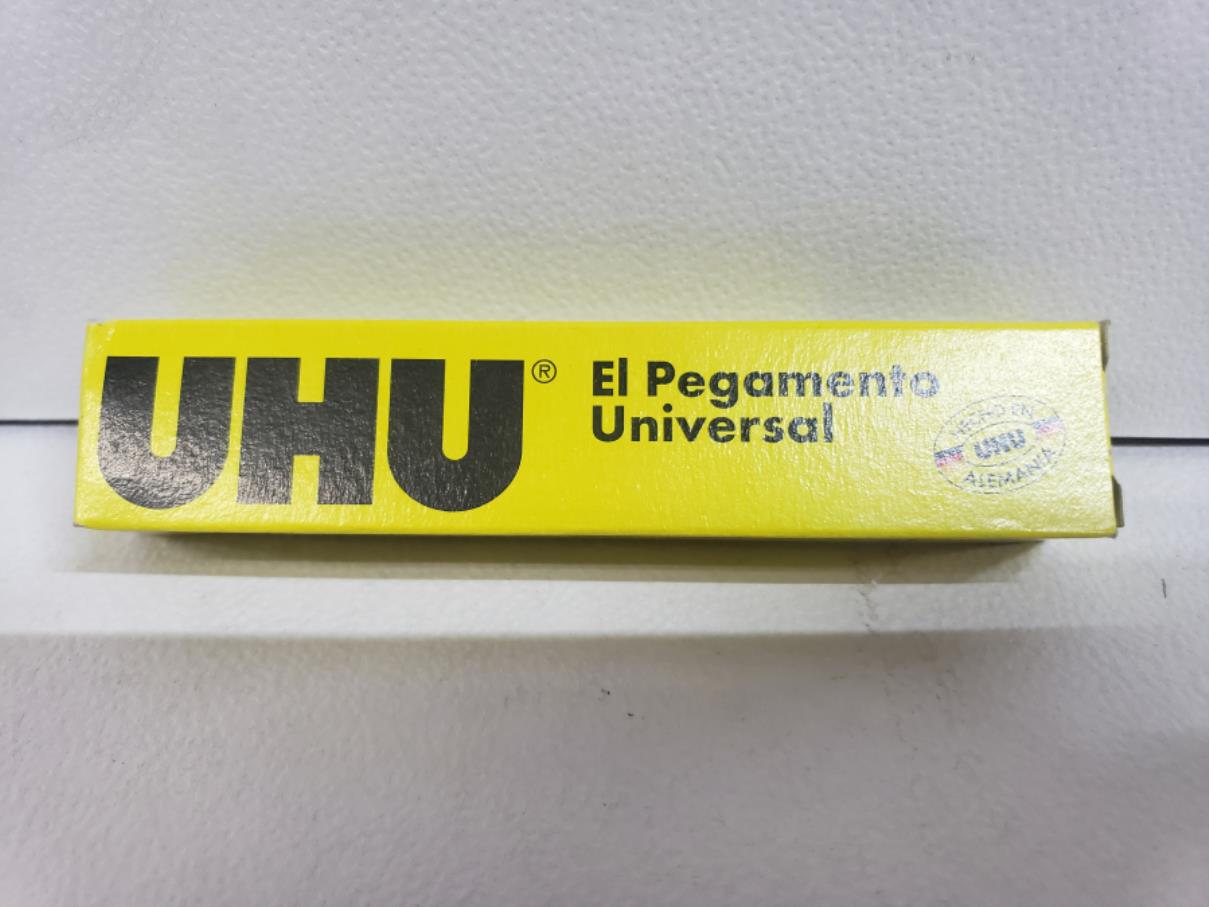 UHU®
El Pegamento
Universal
HECHO EN
UHU
ALEMANIA